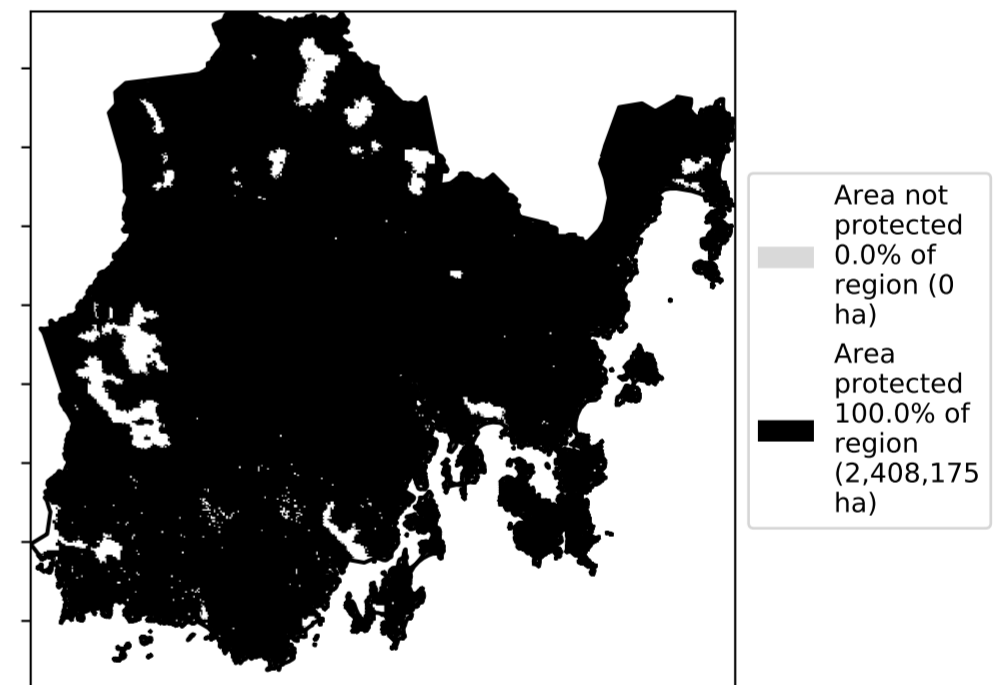 Area not
protected
0.0% of
region (0
ha)
Area
protected
100.0% of
region
(2,408,175
ha)